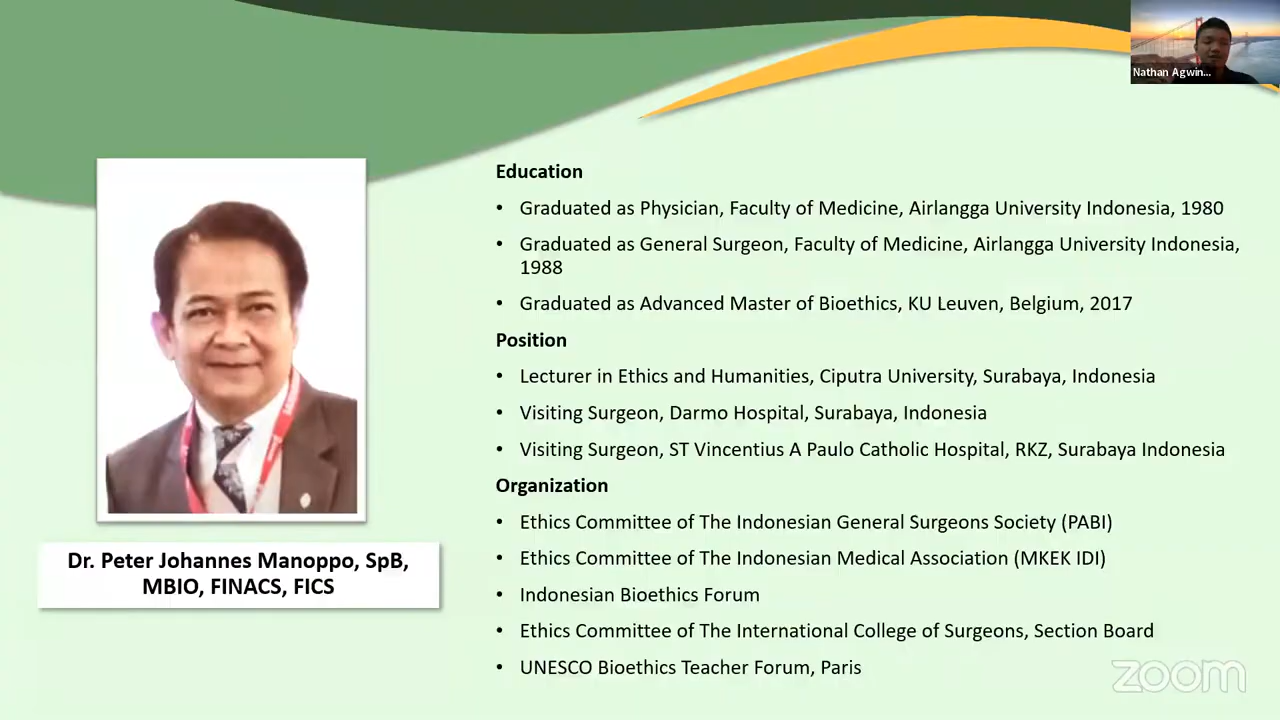 Nathan Agwin...
Education
• Graduated as Physician, Faculty of Medicine, Airlangga University Indonesia, 1980
• Graduated as General Surgeon, Faculty of Medicine, Airlangga University Indonesia,
1988
• Graduated as Advanced Master of Bioethics, KU Leuven, Belgium, 2017
Position
• Lecturer in Ethics and Humanities, Ciputra University, Surabaya, Indonesia
• Visiting Surgeon, Darmo Hospital, Surabaya, Indonesia
• Visiting Surgeon, ST Vincentius A Paulo Catholic Hospital, RKZ, Surabaya Indonesia
Organization
• Ethics Committee of The Indonesian General Surgeons Society (PABI)
• Ethics Committee of The Indonesian Medical Association (MKEK IDI)
• Indonesian Bioethics Forum
• Ethics Committee of The International College of Surgeons, Section Board
• UNESCO Bioethics Teacher Forum, Paris
Dr. Peter Johannes Manoppo, SpB,
MBIO, FINACS, FICS
zoom